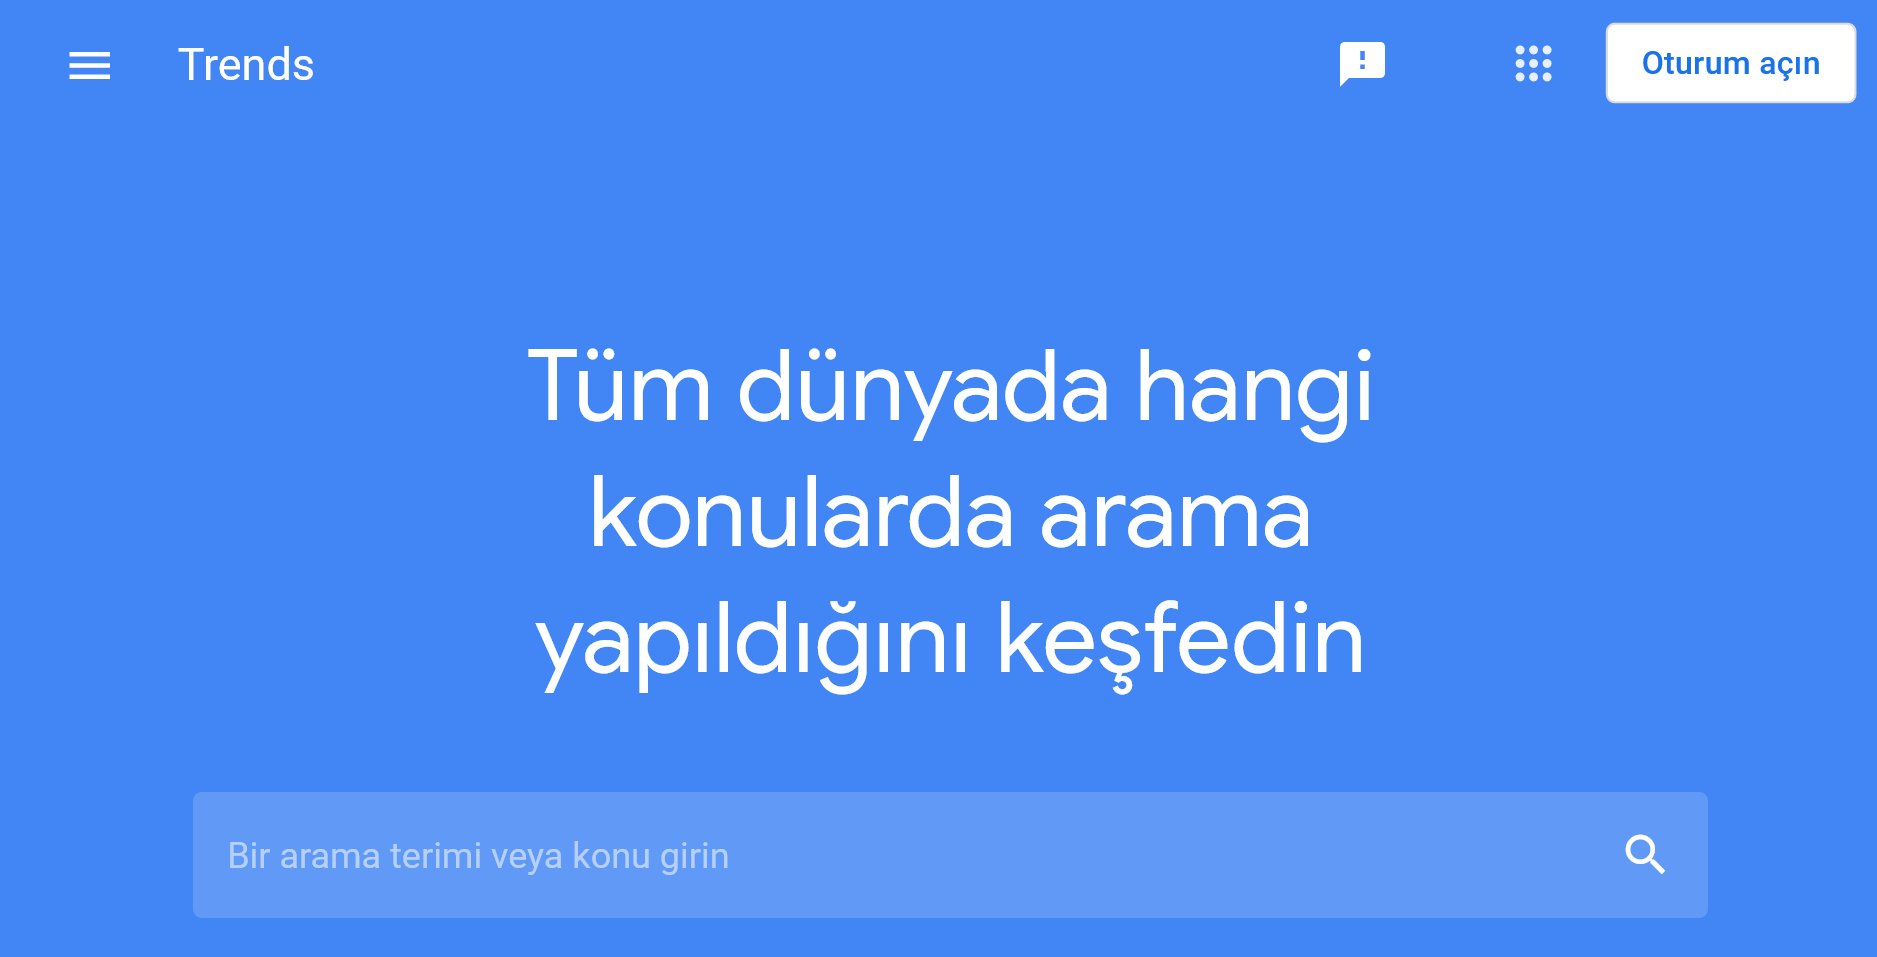 Trends
Oturum açın
Tüm dünyada hangi
konularda arama
yapıldığını keşfedin
Bir arama terimi veya konu girin